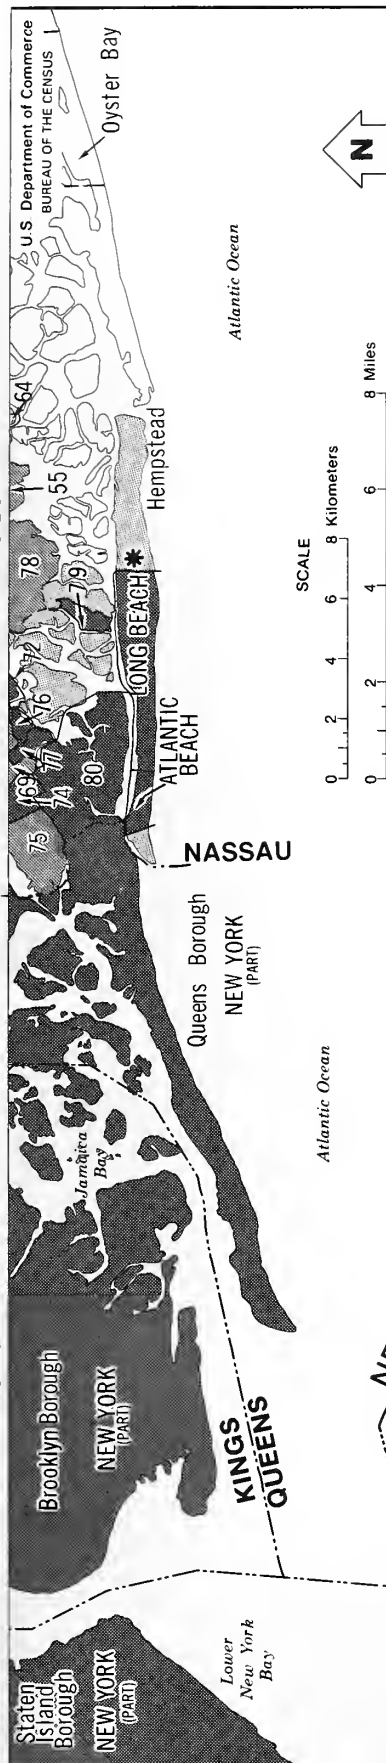 U.S Department of Commerce
BUREAU OF THE CENSUS
Oyster Bay
64
55
78
79
72
76
69
77
74
75
80
Hempstead
*
LONG BEACH
ATLANTIC
BEACH
Atlantic Ocean
N
SCALE
0 2 4 6 8 Kilometers
0 2 4 6 8 Miles
NASSAU
Queens Borough
NEW YORK
(PART)
Jamaica
Bay
Atlantic Ocean
Brooklyn Borough
NEW YORK
(PART)
KINGS
QUEENS
Staten
Island
Borough
NEW YORK
(PART)
Lower
New York
Bay